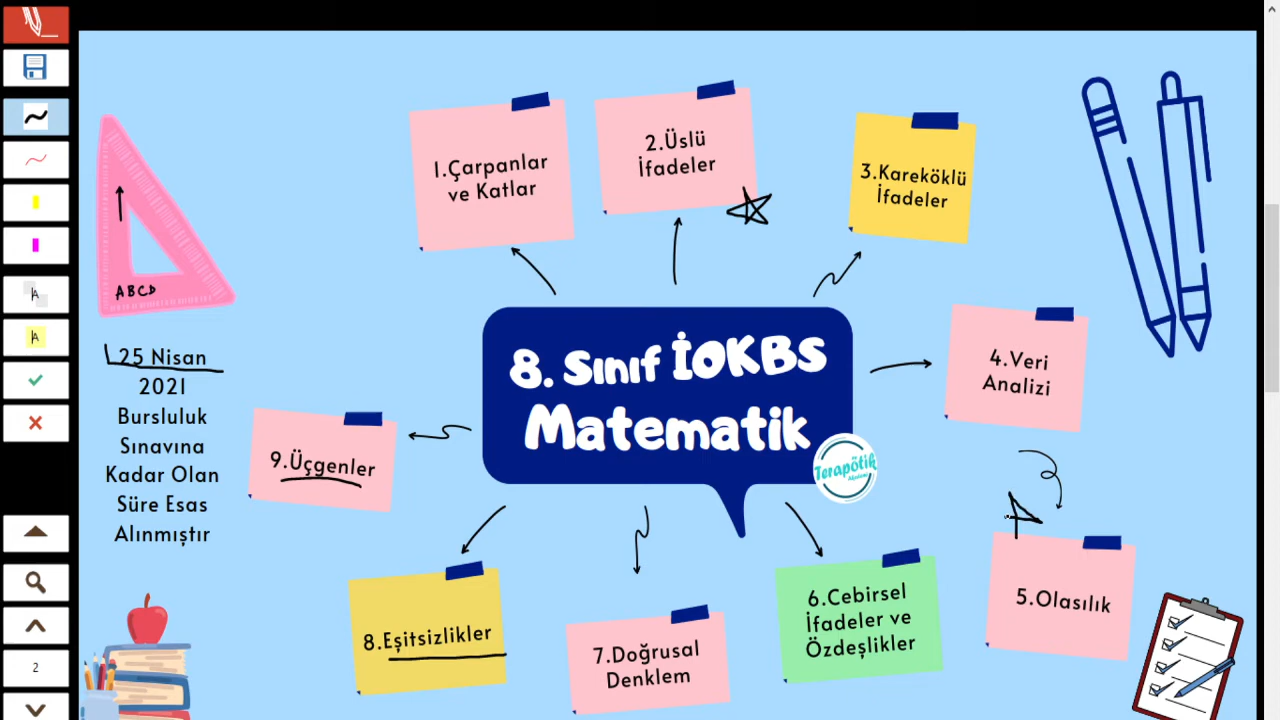 1.Çarpanlar
ve Katlar
2.Üslü
İfadeler
3.Kareköklü
İfadeler
ABCD
8. Sınıf İOKBS
Matematik
Terapötik
Akademi
4.Veri
Analizi
25 Nisan
2021
Bursluluk
Sınavına
Kadar Olan
Süre Esas
Alınmıştır
9.Üçgenler
8.Eşitsizlikler
7.Doğrusal
Denklem
6.Cebirsel
İfadeler ve
Özdeşlikler
5.Olasılık
A
A
2